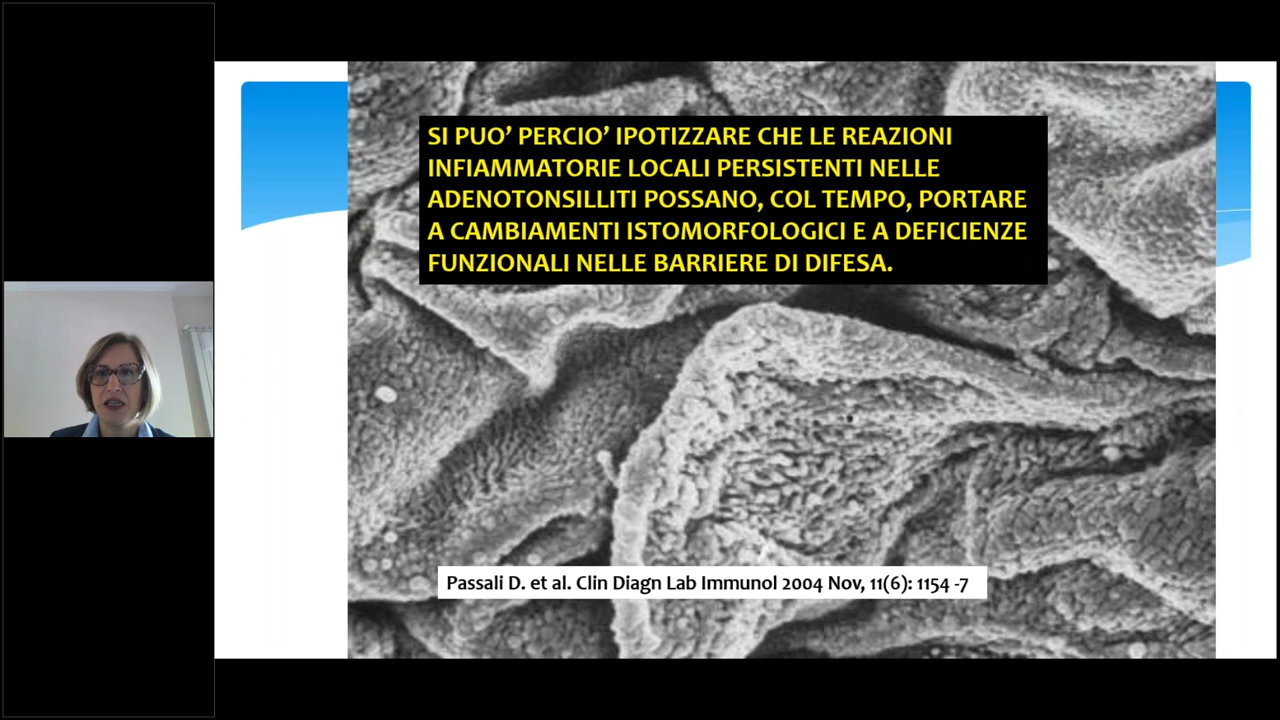 SI PUO' PERCIO' IPOTIZZARE CHE LE REAZIONI
INFIAMMATORIE LOCALI PERSISTENTI NELLE
ADENOTONSILLITI POSSANO, COL TEMPO, PORTARE
A CAMBIAMENTI ISTOMORFOLOGICI E A DEFICIENZE
FUNZIONALI NELLE BARRIERE DI DIFESA.
Passali D. et al. Clin Diagn Lab Immunol 2004 Nov, 11(6): 1154 -7